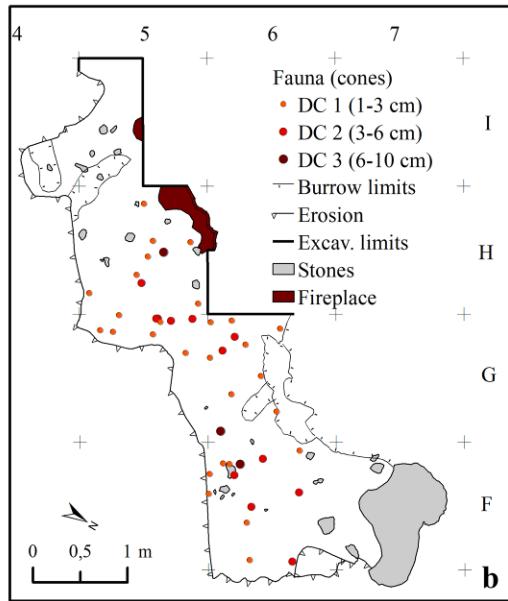 4 5 6 7
Fauna (cones)
DC 1 (1-3 cm)
DC 2 (3-6 cm)
DC 3 (6-10 cm)
Burrow limits
Erosion
Excav. limits
Stones
Fireplace
I
H
G
F
N
0 0,5 1 m
b